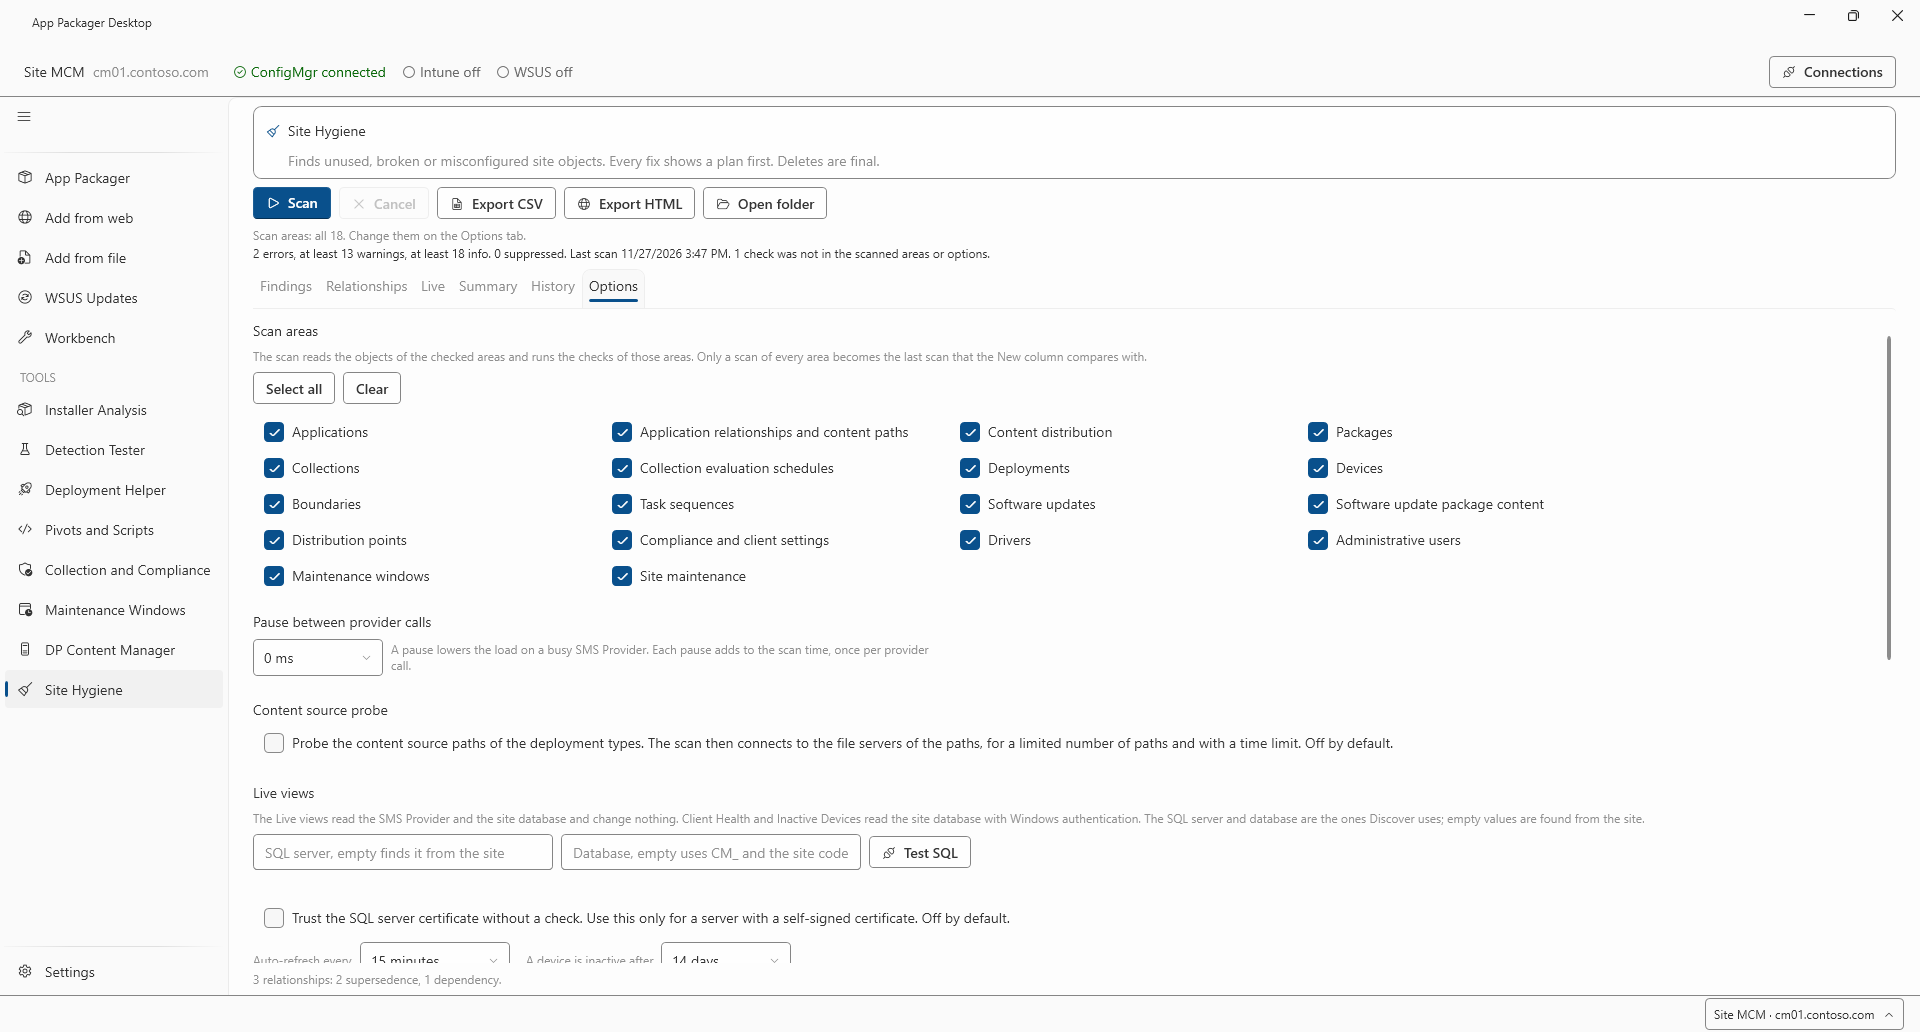 App Packager Desktop
Site MCM cm01.contoso.com ConfigMgr connected Intune off WSUS off Connections
Site Hygiene
Finds unused, broken or misconfigured site objects. Every fix shows a plan first. Deletes are final.
App Packager
Add from web
Add from file
WSUS Updates
Workbench
TOOLS
Installer Analysis
Detection Tester
Deployment Helper
Pivots and Scripts
Collection and Compliance
Maintenance Windows
DP Content Manager
Site Hygiene
Settings
Scan Cancel Export CSV Export HTML Open folder
Scan areas: all 18. Change them on the Options tab.
2 errors, at least 13 warnings, at least 18 info. 0 suppressed. Last scan 11/27/2026 3:47 PM. 1 check was not in the scanned areas or options.
Findings Relationships Live Summary History Options
Scan areas
The scan reads the objects of the checked areas and runs the checks of those areas. Only a scan of every area becomes the last scan that the New column compares with.
Select all Clear
Applications Application relationships and content paths Content distribution Packages
Collections Collection evaluation schedules Deployments Devices
Boundaries Task sequences Software updates Software update package content
Distribution points Compliance and client settings Drivers Administrative users
Maintenance windows Site maintenance
Pause between provider calls
0 ms
A pause lowers the load on a busy SMS Provider. Each pause adds to the scan time, once per provider
call.
Content source probe
Probe the content source paths of the deployment types. The scan then connects to the file servers of the paths, for a limited number of paths and with a time limit. Off by default.
Live views
The Live views read the SMS Provider and the site database and change nothing. Client Health and Inactive Devices read the site database with Windows authentication. The SQL server and database are the ones Discover uses; empty values are found from the site.
SQL server, empty finds it from the site Database, empty uses CM_ and the site code Test SQL
Trust the SQL server certificate without a check. Use this only for a server with a self-signed certificate. Off by default.
Auto-refresh every 15 minutes A device is inactive after 14 days
3 relationships: 2 supersedence, 1 dependency.
Site MCM · cm01.contoso.com